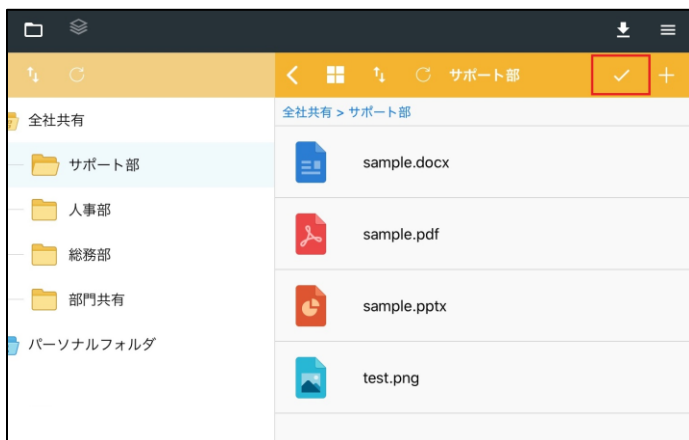 サポート部
全社共有
サポート部
人事部
総務部
部門共有
パーソナルフォルダ
全社共有 > サポート部
sample.docx
sample.pdf
sample.pptx
test.png